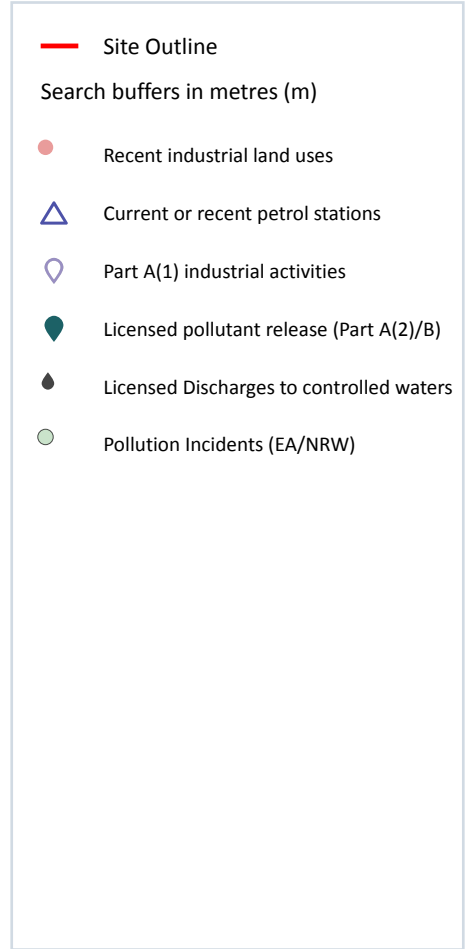 Site Outline
Search buffers in metres (m)
Recent industrial land uses
Current or recent petrol stations
Part A(1) industrial activities
Licensed pollutant release (Part A(2)/B)
Licensed Discharges to controlled waters
Pollution Incidents (EA/NRW)